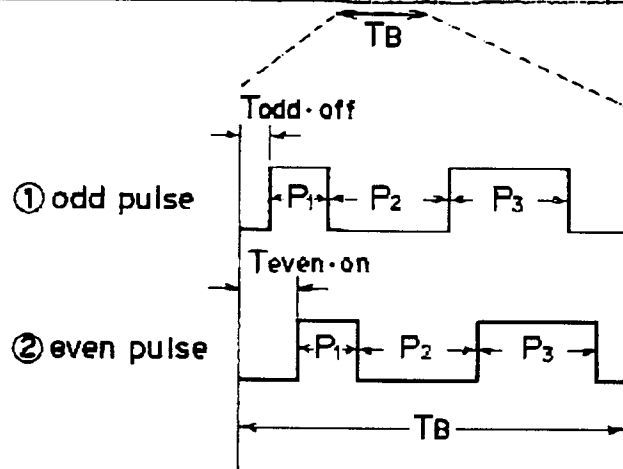 TB
Todd·off
① odd pulse
P1 P2 P3
Teven·on
② even pulse
P1 P2 P3
TB